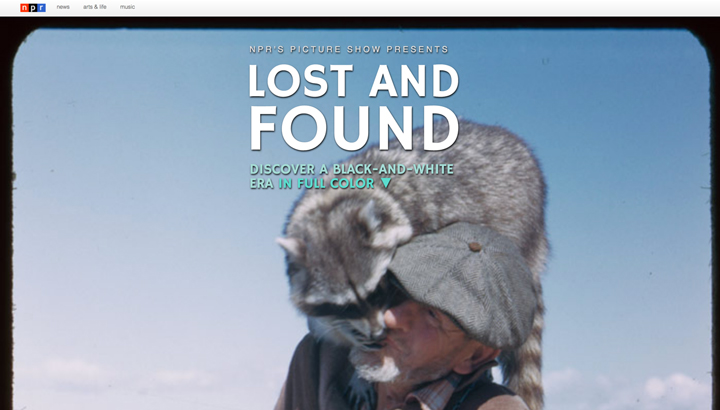 npr news arts & life music
NPR'S PICTURE SHOW PRESENTS
LOST AND
FOUND
DISCOVER A BLACK-AND-WHITE
ERA IN FULL COLOR